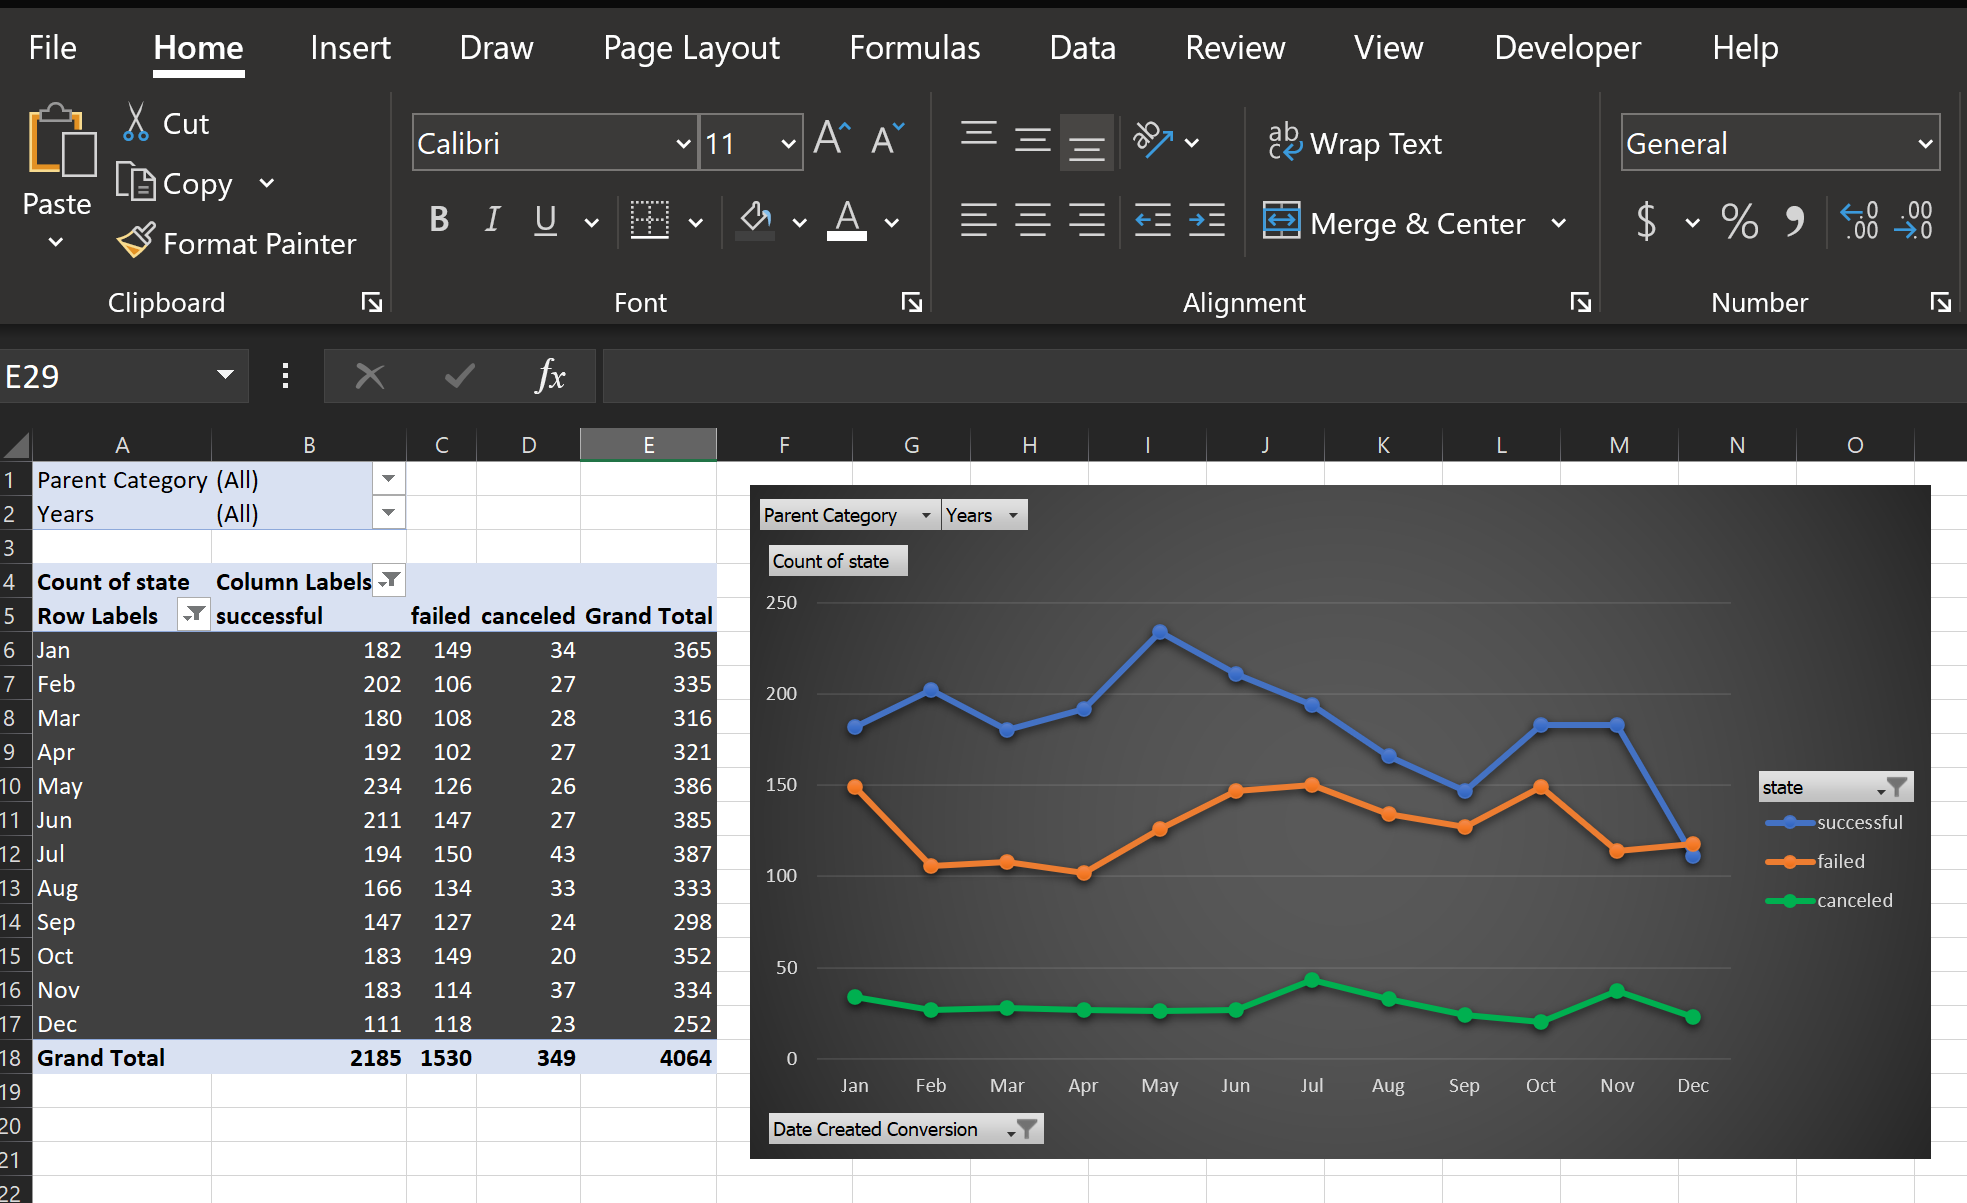 File Home Insert Draw Page Layout Formulas Data Review View Developer Help
Paste
Cut
Copy
Format Painter
Clipboard
Calibri 11 A A
B I U A
Font
ab
ab c Wrap Text
Merge & Center
Alignment
General
$ % , .0 .00 .00 .0
Number
E29 fx
A B C D E F G H I J K L M N O
1 Parent Category (All)
2 Years (All)
3
4 Count of state Column Labels
5 Row Labels successful failed canceled Grand Total
6 Jan 182 149 34 365
7 Feb 202 106 27 335
8 Mar 180 108 28 316
9 Apr 192 102 27 321
10 May 234 126 26 386
11 Jun 211 147 27 385
12 Jul 194 150 43 387
13 Aug 166 134 33 333
14 Sep 147 127 24 298
15 Oct 183 149 20 352
16 Nov 183 114 37 334
17 Dec 111 118 23 252
18 Grand Total 2185 1530 349 4064
19
20
21
22
Parent Category Years
Count of state
250
200
150
100
50
0
Jan Feb Mar Apr May Jun Jul Aug Sep Oct Nov Dec
Date Created Conversion
state
successful
failed
canceled